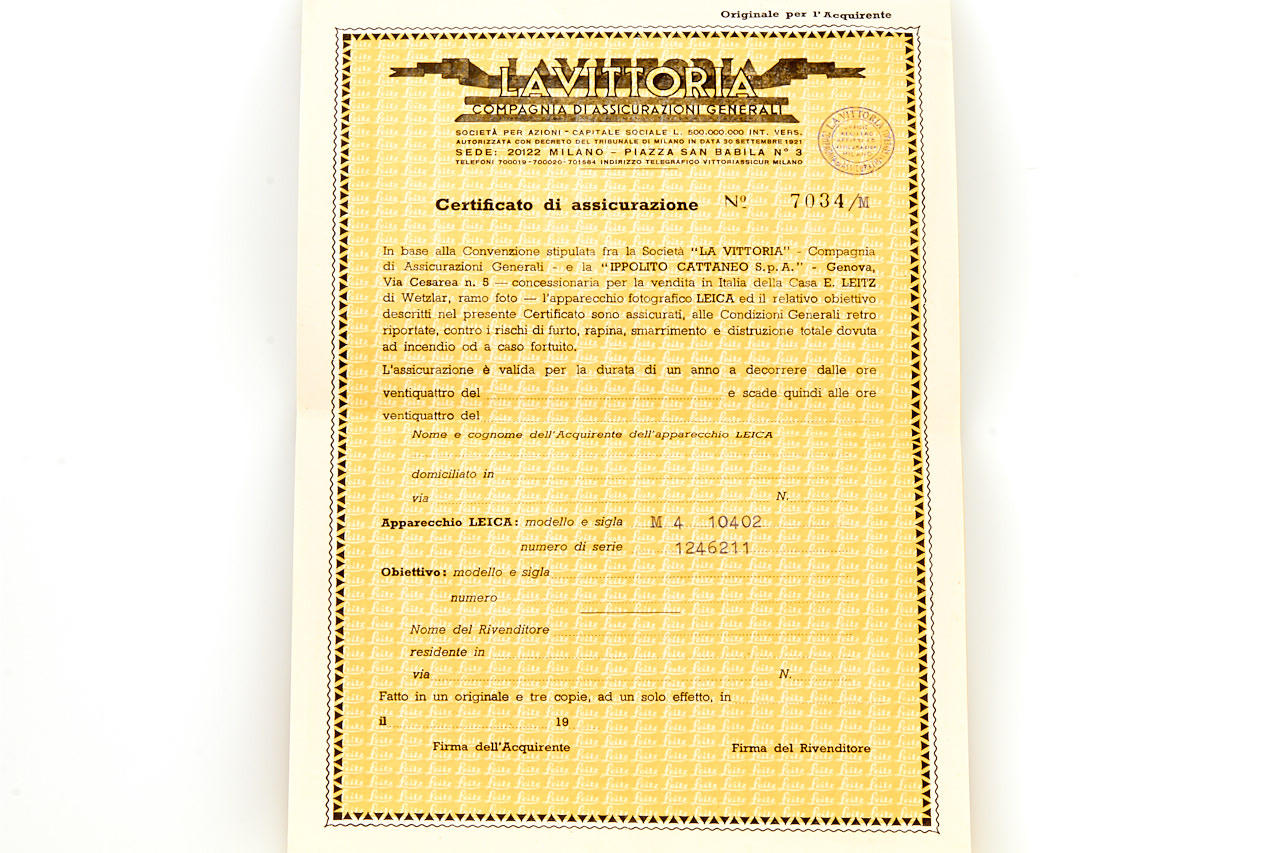 Originale per l'Acquirente
LA VITTORIA
COMPAGNIA DI ASSICURAZIONI GENERALI
SOCIETÀ PER AZIONI - CAPITALE SOCIALE L. 500.000.000 INT. VERS.
AUTORIZZATA CON DECRETO DEL TRIBUNALE DI MILANO IN DATA 30 SETTEMBRE 1921
SEDE: 20122 MILANO - PIAZZA SAN BABILA N° 3
TELEFONI 700019-700020-701584 INDIRIZZO TELEGRAFICO VITTORIASSICUR MILANO
LA VITTORIA
Certificato di assicurazione Nº 7034/M
In base alla Convenzione stipulata fra la Società "LA VITTORIA" - Compagnia
di Assicurazioni Generali - e la "IPPOLITO CATTANEO S.p.A." - Genova,
Via Cesarea n. 5 — concessionaria per la vendita in Italia della Casa E. LEITZ
di Wetzlar, ramo foto — l'apparecchio fotografico LEICA ed il relativo obiettivo
descritti nel presente Certificato sono assicurati, alle Condizioni Generali retro
riportate, contro i rischi di furto, rapina, smarrimento e distruzione totale dovuta
ad incendio od a caso fortuito.
L'assicurazione è valida per la durata di un anno a decorrere dalle ore
ventiquattro del e scade quindi alle ore
ventiquattro del
Nome e cognome dell'Acquirente dell'apparecchio LEICA
domiciliato in
via N.
Apparecchio LEICA: modello e sigla M 4 10402
numero di serie 1246211
Obiettivo: modello e sigla
numero
Nome del Rivenditore
residente in
via N.
Fatto in un originale e tre copie, ad un solo effetto, in
il 19
Firma dell'Acquirente Firma del Rivenditore